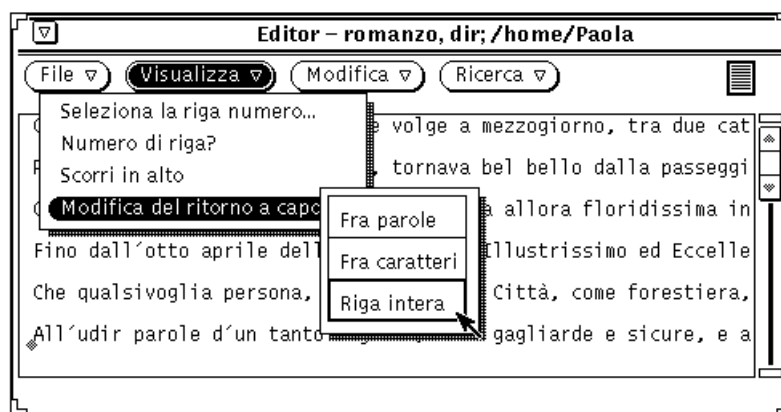 Editor – romanzo, dir; /home/Paola
File Visualizza Modifica Ricerca
Seleziona la riga numero...
volge a mezzogiorno, tra due cat
Numero di riga?
Scorri in alto
, tornava bel bello dalla passeggi
Modifica del ritorno a capo
allora floridissima in
Fra parole
Fino dall´otto aprile dell
Illustrissimo ed Eccelle
Fra caratteri
Che qualsivoglia persona,
Città, come forestiera,
Riga intera
All´udir parole d´un tanto
gagliarde e sicure, e a